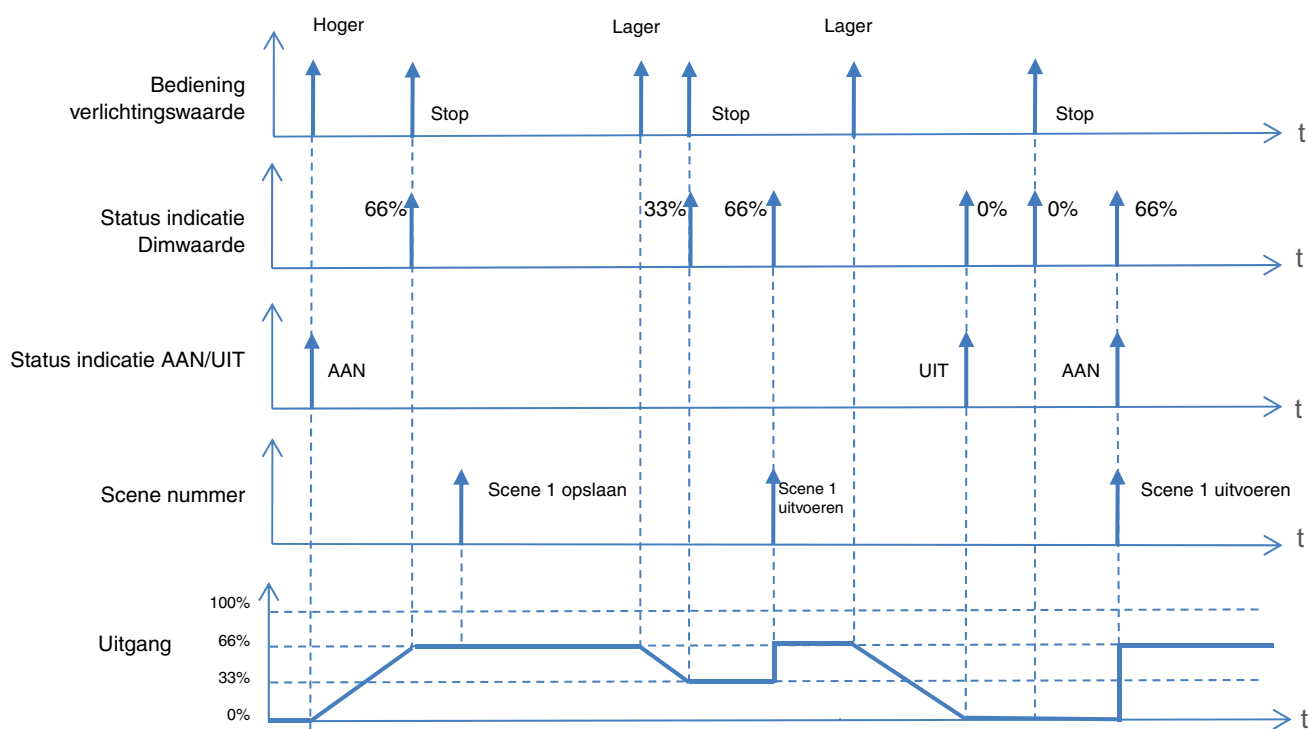 Hoger
Lager
Lager
Bediening
verlichtingswaarde
Stop
Stop
Stop
t
Status indicatie
Dimwaarde
66%
33%
66%
0%
0%
66%
t
Status indicatie AAN/UIT
AAN
UIT
AAN
t
Scene nummer
Scene 1 opslaan
Scene 1
uitvoeren
Scene 1 uitvoeren
t
Uitgang
100%
66%
33%
0%
t